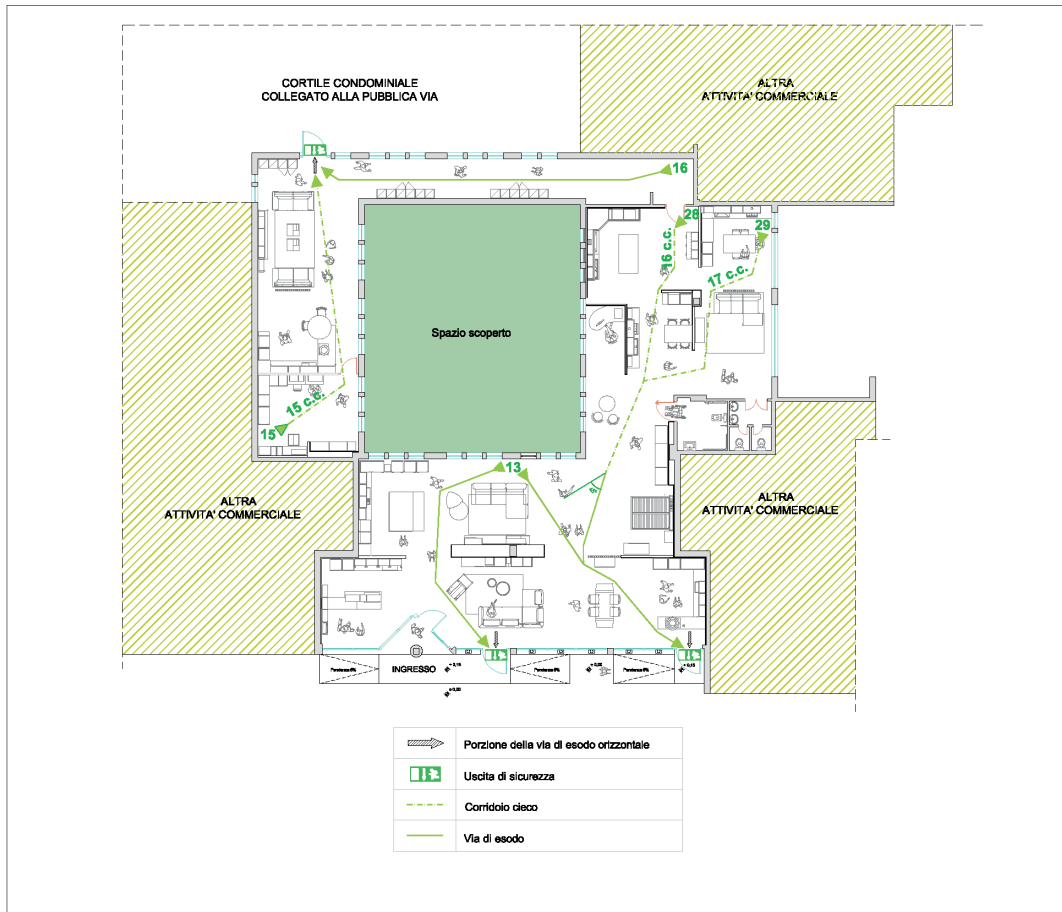 CORTILE CONDOMINIALE
COLLEGATO ALLA PUBBLICA VIA
ALTRA
ATTIVITA' COMMERCIALE
16
28
29
16 c.c.
17 c.c.
Spazio scoperto
15 c.c.
15
13
ALTRA
ATTIVITA' COMMERCIALE
ALTRA
ATTIVITA' COMMERCIALE
INGRESSO
Porzione della via di esodo orizzontale
Uscita di sicurezza
Corridoio cieco
Via di esodo